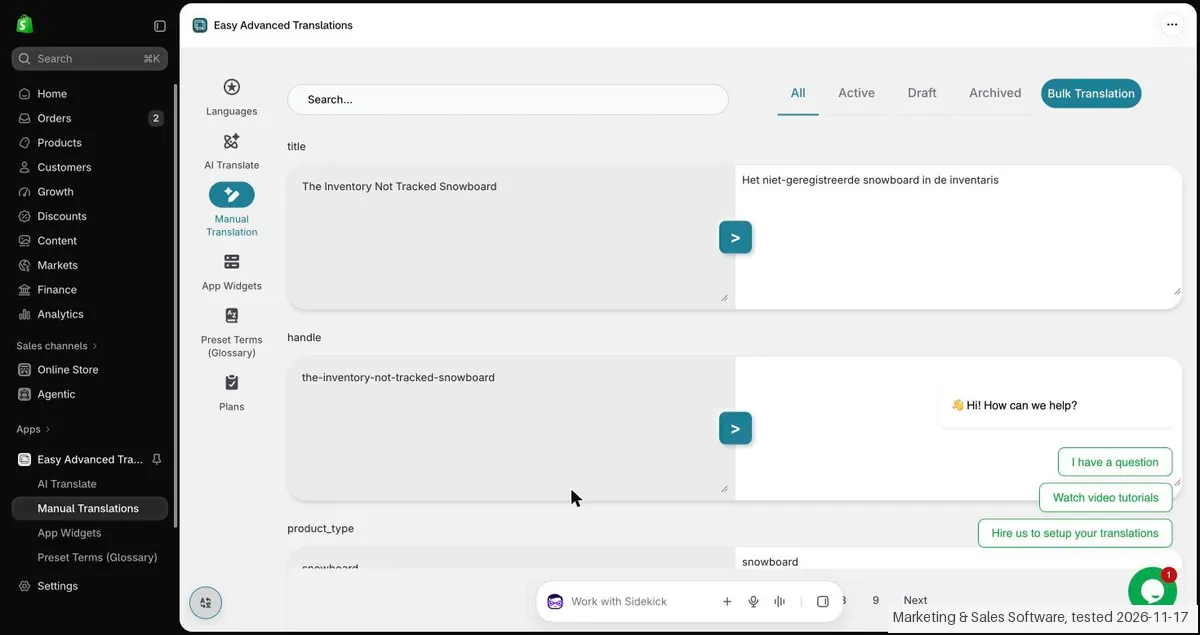 Easy Advanced Translations
Search
⌘K
Home
Orders
2
Products
Customers
Growth
Discounts
Content
Markets
Finance
Analytics
Sales channels
Online Store
Agentic
Apps
Easy Advanced Tra...
AI Translate
Manual Translations
App Widgets
Preset Terms (Glossary)
Settings
Languages
AI Translate
Manual
Translation
App Widgets
Preset Terms
(Glossary)
Plans
Search...
All
Active
Draft
Archived
Bulk Translation
title
The Inventory Not Tracked Snowboard
>
Het niet-geregistreerde snowboard in de inventaris
handle
the-inventory-not-tracked-snowboard
>
👋 Hi! How can we help?
I have a question
Watch video tutorials
Hire us to setup your translations
product_type
snowboard
snowboard
Work with Sidekick
9
Next
1
Marketing & Sales Software, tested 2026-11-17